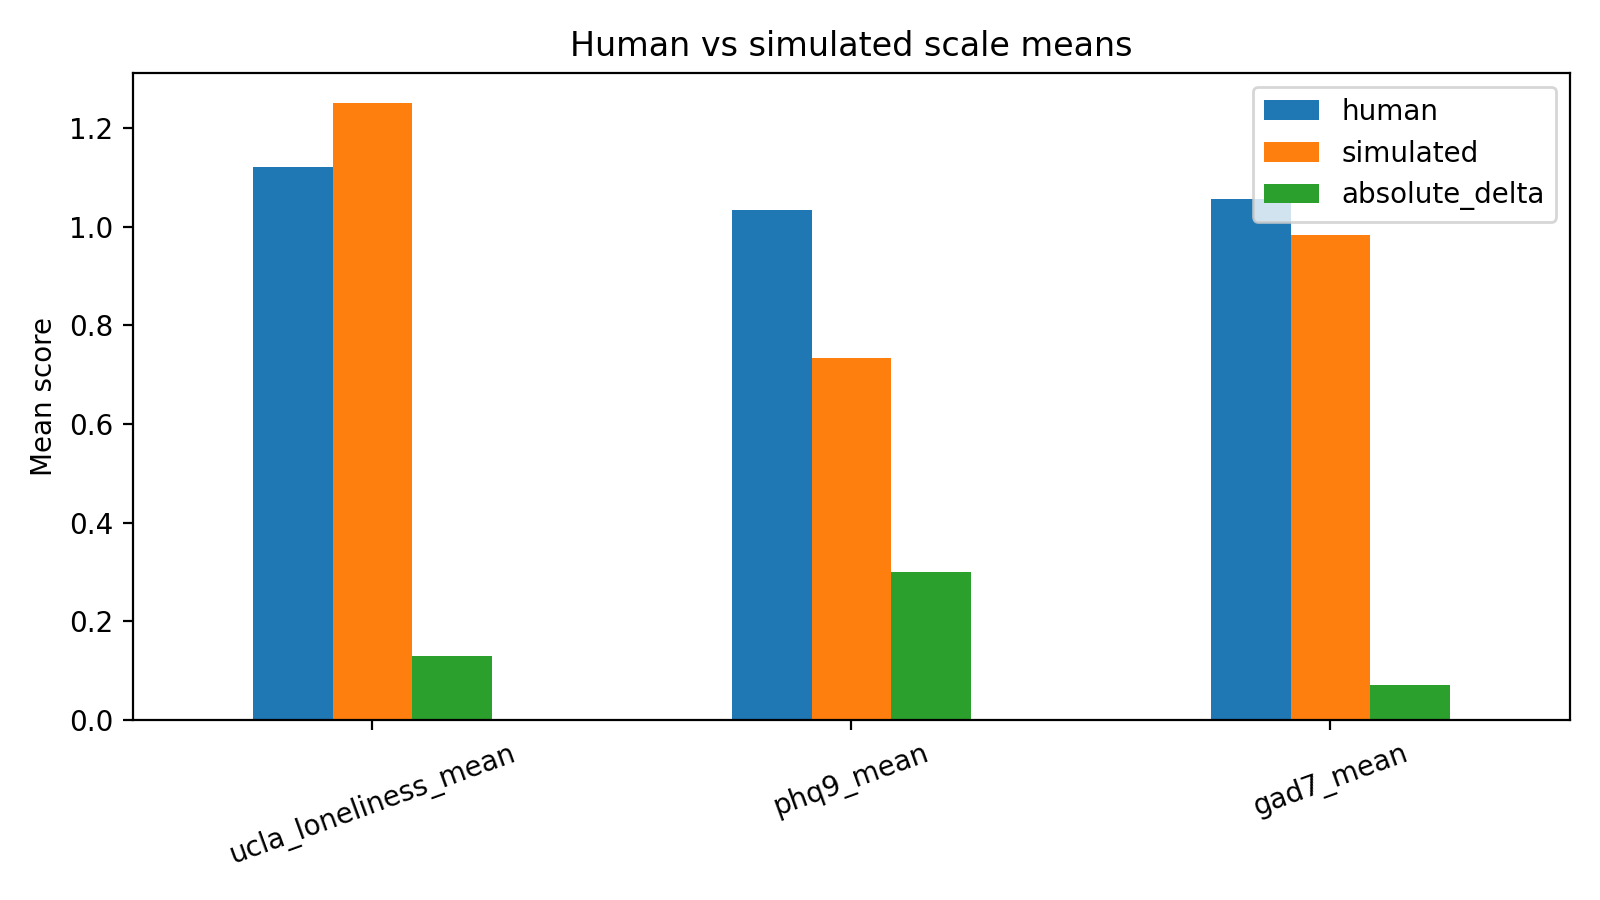 Human vs simulated scale means
human
simulated
absolute_delta
Mean score
1.2
1.0
0.8
0.6
0.4
0.2
0.0
ucla_loneliness_mean
phq9_mean
gad7_mean